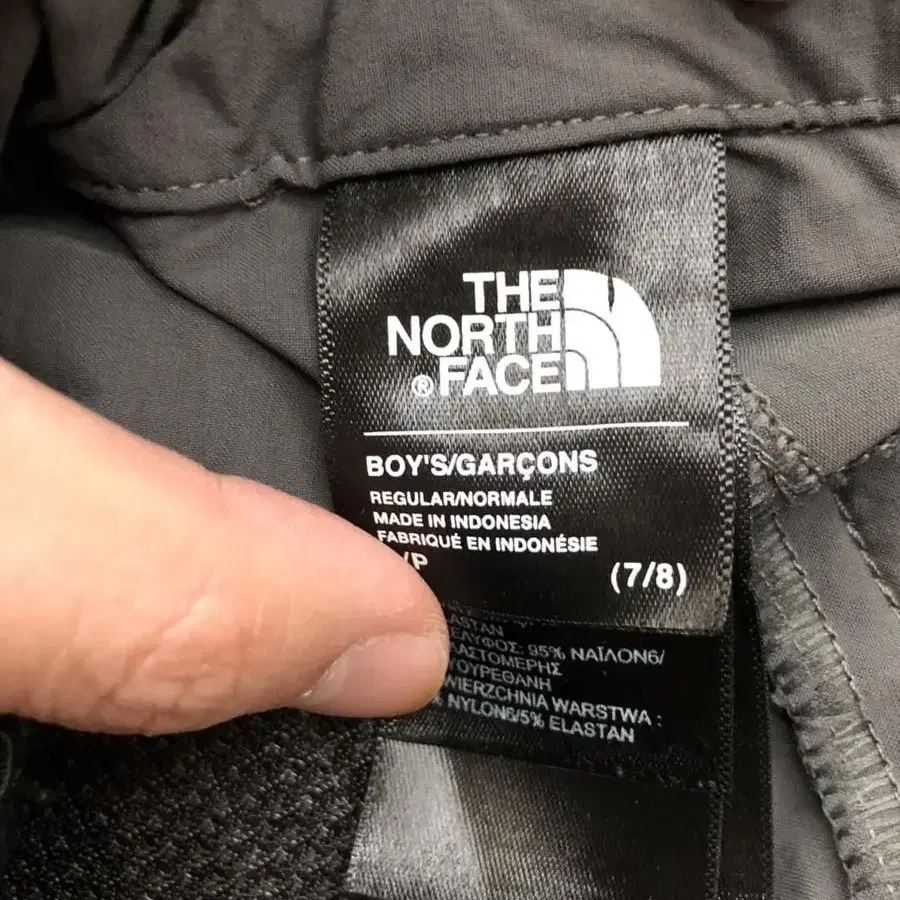 THE
NORTH
® FACE
BOY'S/GARÇONS
REGULAR/NORMALE
MADE IN INDONESIA
FABRIQUÉ EN INDONÉSIE
/P (7/8)
ELASTAN
95% ΝΑΪΛΟΝ6/
WIERZCHNIA WARSTWA :
% NYLON6/5% ELASTAN